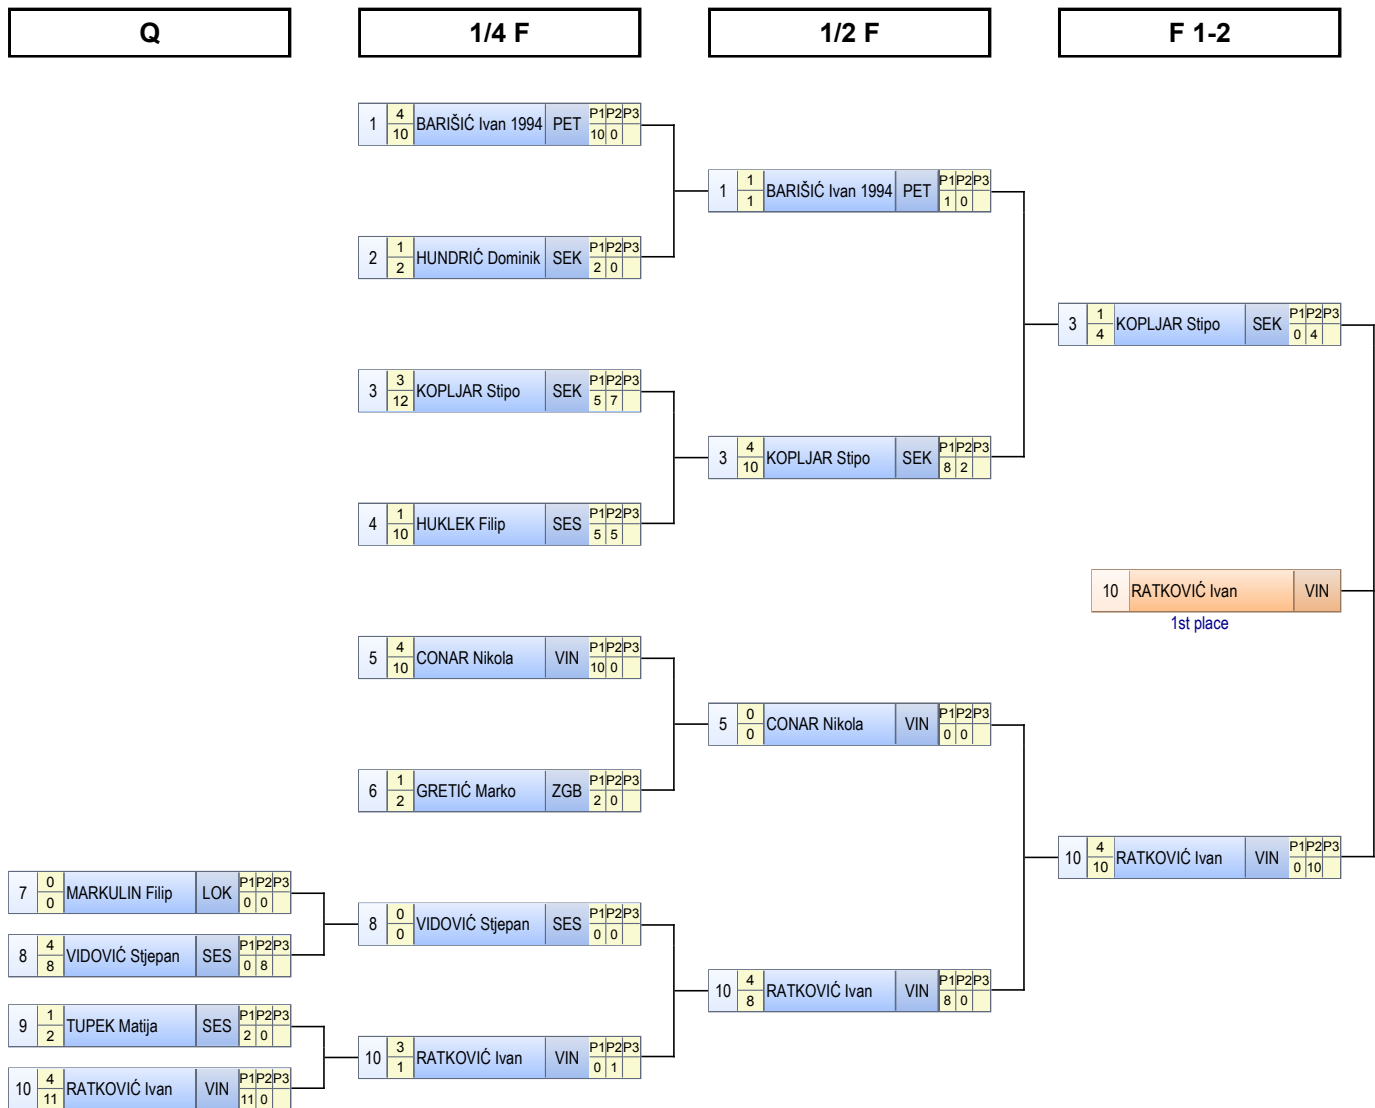 Q 1/4 F 1/2 F F 1-2
1 4 10 BARIŠIĆ Ivan 1994 PET P1 P2 P3 10 0
1 1 1 BARIŠIĆ Ivan 1994 PET P1 P2 P3 1 0
2 1 2 HUNDRIĆ Dominik SEK P1 P2 P3 2 0
3 1 4 KOPLJAR Stipo SEK P1 P2 P3 0 4
3 3 12 KOPLJAR Stipo SEK P1 P2 P3 5 7
3 4 10 KOPLJAR Stipo SEK P1 P2 P3 8 2
4 1 10 HUKLEK Filip SES P1 P2 P3 5 5
10 RATKOVIĆ Ivan VIN
1st place
5 4 10 CONAR Nikola VIN P1 P2 P3 10 0
5 0 0 CONAR Nikola VIN P1 P2 P3 0 0
6 1 2 GRETIĆ Marko ZGB P1 P2 P3 2 0
10 4 10 RATKOVIĆ Ivan VIN P1 P2 P3 0 10
7 0 0 MARKULIN Filip LOK P1 P2 P3 0 0
8 0 0 VIDOVIĆ Stjepan SES P1 P2 P3 0 0
8 4 8 VIDOVIĆ Stjepan SES P1 P2 P3 0 8
10 4 8 RATKOVIĆ Ivan VIN P1 P2 P3 8 0
9 1 2 TUPEK Matija SES P1 P2 P3 2 0
10 3 1 RATKOVIĆ Ivan VIN P1 P2 P3 0 1
10 4 11 RATKOVIĆ Ivan VIN P1 P2 P3 11 0